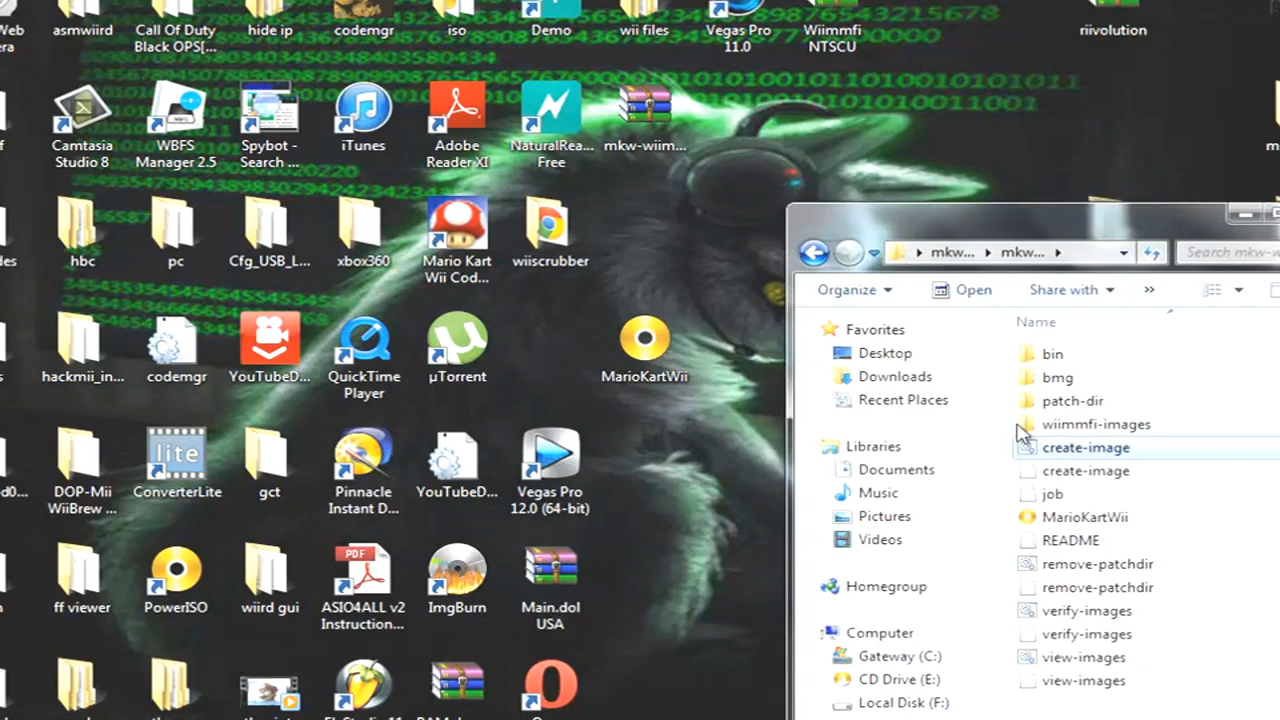 Web
asmwiird
Call Of Duty
Black OPS[...
hide ip
codemgr
iso
Demo
wii files
Vegas Pro
11.0
Wiimmfi
NTSCU
riivolution
Camtasia
Studio 8
WBFS
Manager 2.5
Spybot -
Search ...
iTunes
Adobe
Reader XI
NaturalRea...
Free
mkw-wiim...
hbc
pc
Cfg_USB_L...
xbox360
Mario Kart
Wii Cod...
wiiscrubber
hackmii_in...
codemgr
YouTubeD...
QuickTime
Player
µTorrent
MarioKartWii
DOP-Mii
WiiBrew ...
lite
ConverterLite
gct
Pinnacle
Instant D...
YouTubeD...
Vegas Pro
12.0 (64-bit)
ff viewer
PowerISO
wiird gui
PDF
ASIO4ALL v2
Instruction...
ImgBurn
Main.dol
USA
mkw...
mkw...
Search mkw-w
Organize
Open
Share with
»
Name
Favorites
Desktop
Downloads
Recent Places
Libraries
Documents
Music
Pictures
Videos
Homegroup
Computer
Gateway (C:)
CD Drive (E:)
Local Disk (F:)
bin
bmg
patch-dir
wiimmfi-images
create-image
create-image
job
MarioKartWii
README
remove-patchdir
remove-patchdir
verify-images
verify-images
view-images
view-images